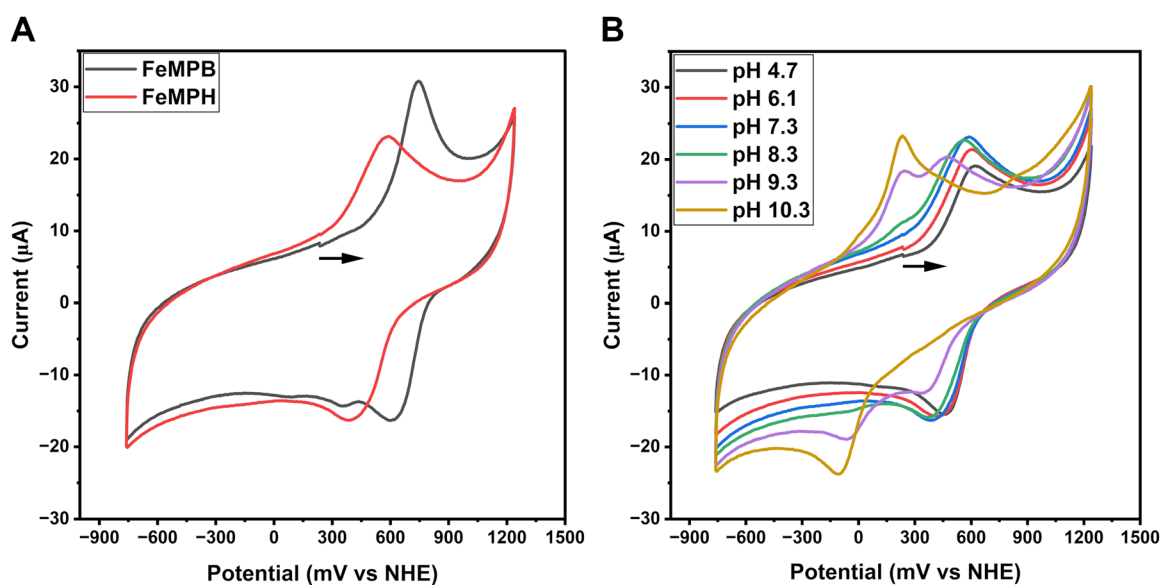 A
FeMPB
FeMPH
Current (μA)
30
20
10
0
−10
−20
−30
−900
−600
−300
0
300
600
900
1200
1500
Potential (mV vs NHE)
B
pH 4.7
pH 6.1
pH 7.3
pH 8.3
pH 9.3
pH 10.3
Current (μA)
30
20
10
0
−10
−20
−30
−900
−600
−300
0
300
600
900
1200
1500
Potential (mV vs NHE)